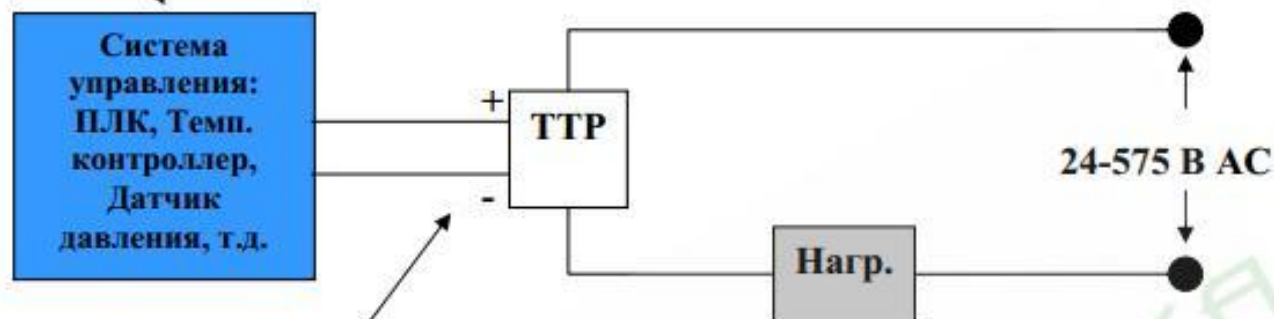 Система
управления:
ПЛК, Темп.
контроллер,
Датчик
давления, т.д.
+
ТТР
-
24-575 В АС
Нагр.